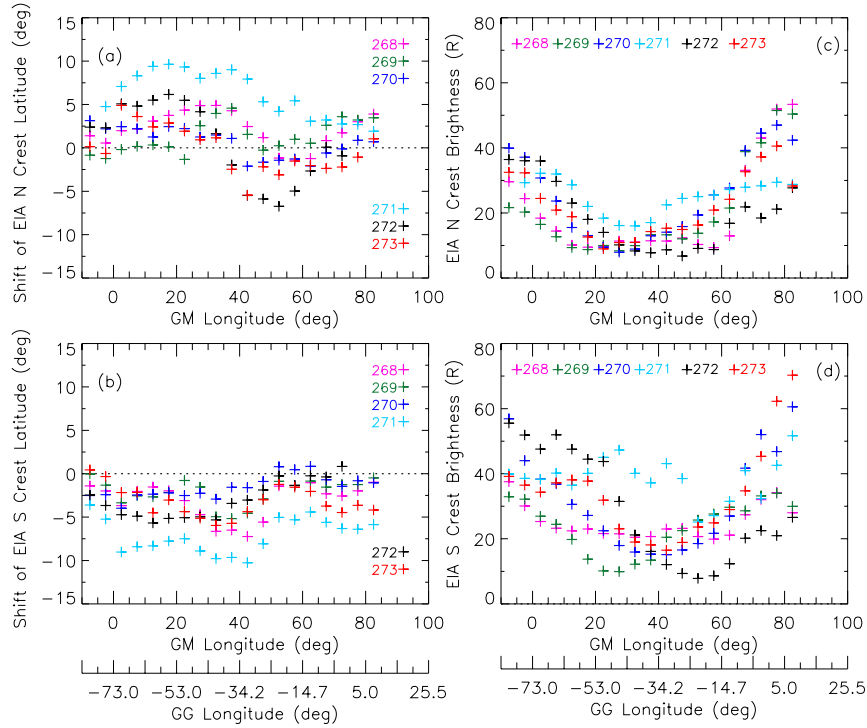 Shift of EIA N Crest Latitude (deg)
15
10
5
0
−5
−10
−15
(a)
268
269
270
271
272
273
0 20 40 60 80 100
GM Longitude (deg)
EIA N Crest Brightness (R)
80
60
40
20
0
268 269 270 271 272 273
(c)
0 20 40 60 80 100
GM Longitude (deg)
Shift of EIA S Crest Latitude (deg)
15
10
5
0
−5
−10
−15
(b)
268
269
270
271
272
273
0 20 40 60 80 100
GM Longitude (deg)
−73.0 −53.0 −34.2 −14.7 5.0 25.5
GG Longitude (deg)
EIA S Crest Brightness (R)
80
60
40
20
0
268 269 270 271 272 273
(d)
0 20 40 60 80 100
GM Longitude (deg)
−73.0 −53.0 −34.2 −14.7 5.0 25.5
GG Longitude (deg)